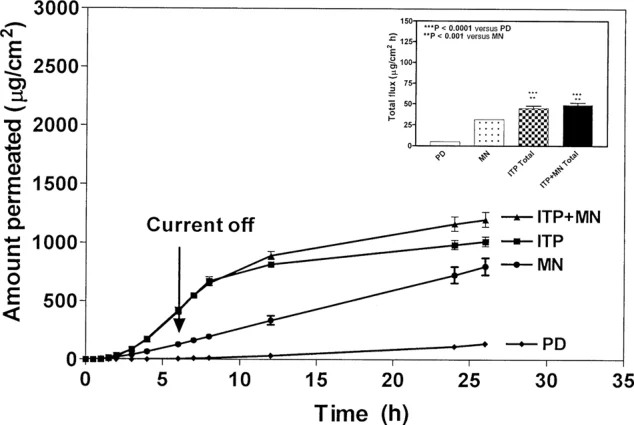 Amount permeated (µg/cm²)
3000
2500
2000
1500
1000
500
0
0
5
10
15
20
25
30
35
Time (h)
Current off
ITP+MN
ITP
MN
PD
Total flux (µg/cm² h)
150
125
100
75
50
25
0
***P < 0.0001 versus PD
**P < 0.001 versus MN
***
**
***
**
PD
MN
ITP Total
ITP+MN Total